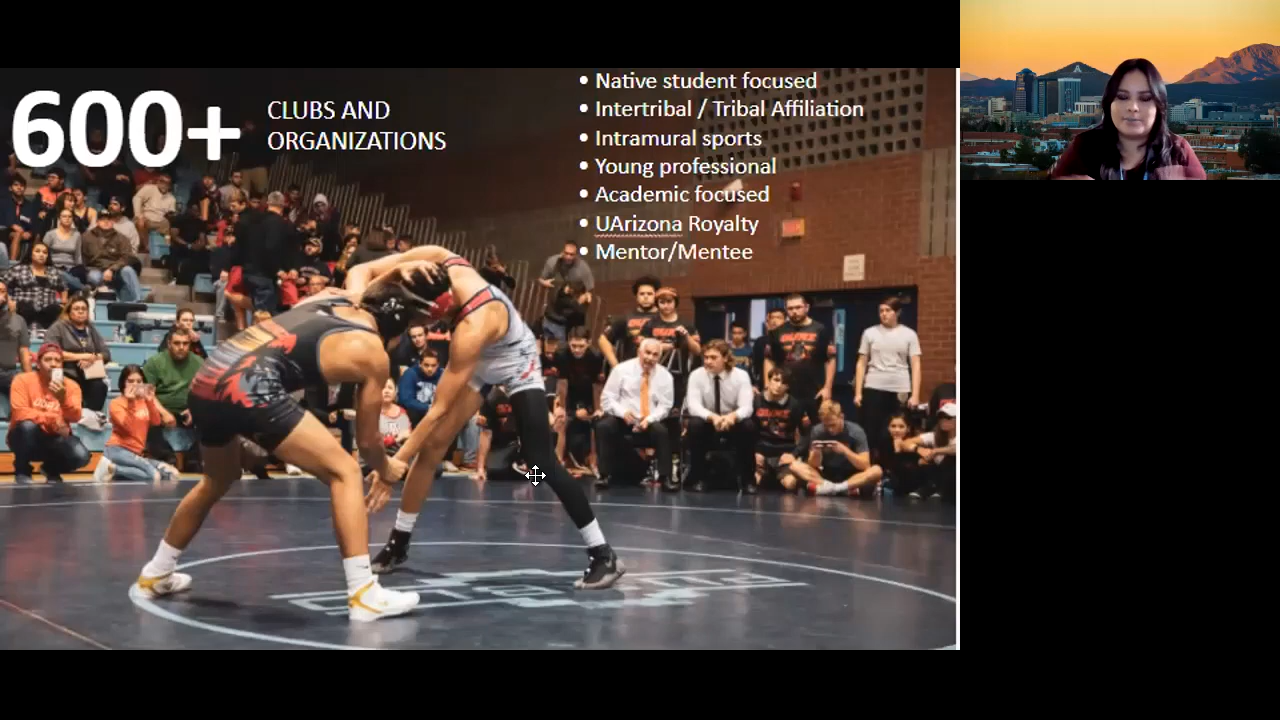 600+
CLUBS AND
ORGANIZATIONS
• Native student focused
• Intertribal / Tribal Affiliation
• Intramural sports
• Young professional
• Academic focused
• UArizona Royalty
• Mentor/Mentee